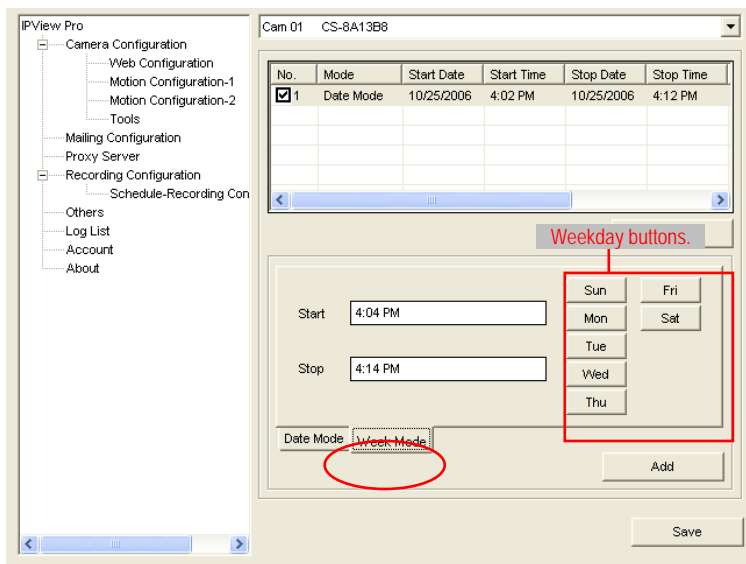 IPView Pro
Camera Configuration
Web Configuration
Motion Configuration-1
Motion Configuration-2
Tools
Mailing Configuration
Proxy Server
Recording Configuration
Schedule-Recording Con
Others
Log List
Account
About
Cam 01 CS-8A13B8
No. Mode Start Date Start Time Stop Date Stop Time
1 Date Mode 10/25/2006 4:02 PM 10/25/2006 4:12 PM
Weekday buttons.
Start 4:04 PM
Stop 4:14 PM
Sun Fri
Mon Sat
Tue
Wed
Thu
Date Mode Week Mode
Add
Save